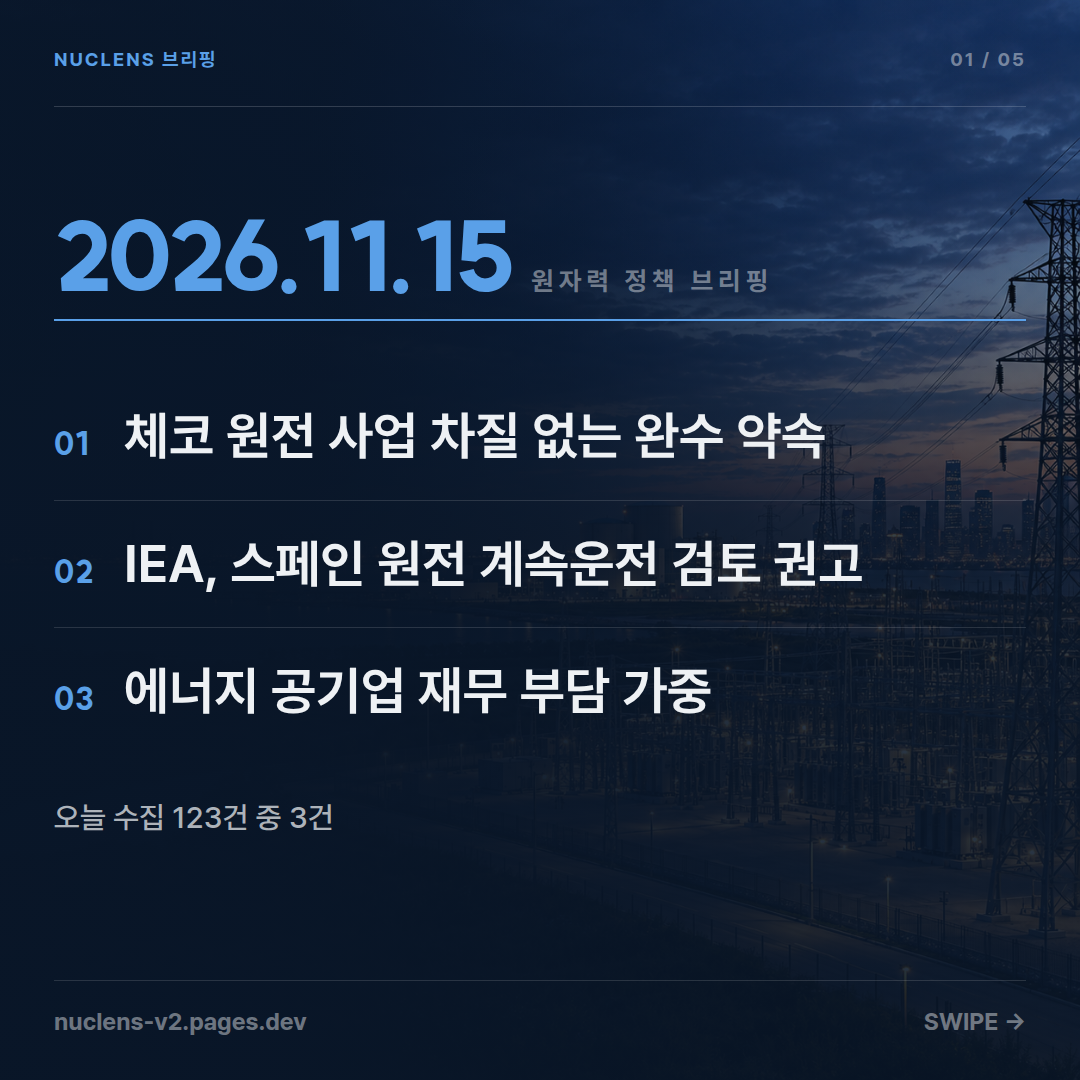 NUCLENS 브리핑
01 / 05
2026.11.15 원자력 정책 브리핑
01 체코 원전 사업 차질 없는 완수 약속
02 IEA, 스페인 원전 계속운전 검토 권고
03 에너지 공기업 재무 부담 가중
오늘 수집 123건 중 3건
nuclens-v2.pages.dev
SWIPE →